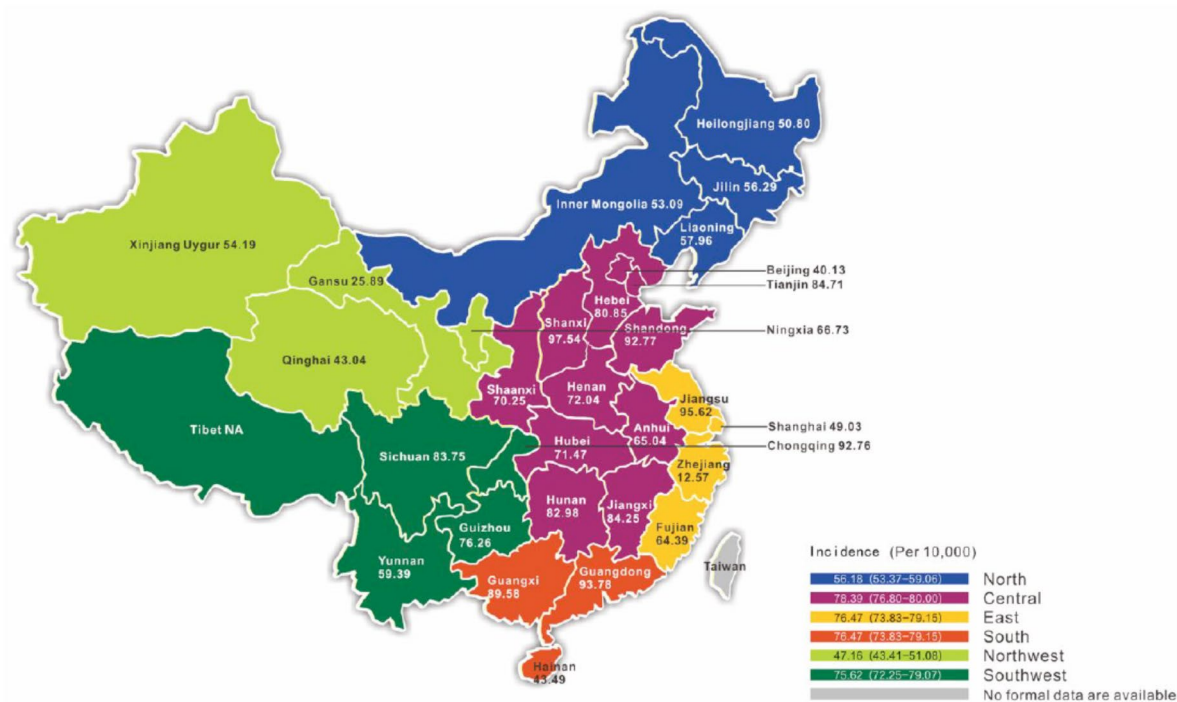 Heilongjiang 50.80
Jilin 56.29
Inner Mongolia 53.09
Liaoning
57.96
Xinjiang Uygur 54.19
Beijing 40.13
Gansu 25.89
Tianjin 84.71
Hebei
80.85
Shanxi
97.54
Shandong
92.77
Ningxia 66.73
Qinghai 43.04
Shaanxi
70.25
Henan
72.04
Jiangsu
95.62
Tibet NA
Anhui
65.04
Shanghai 49.03
Hubei
71.47
Chongqing 92.76
Sichuan 83.75
Zhejiang
12.57
Hunan
82.98
Jiangxi
84.25
Guizhou
76.26
Fujian
64.39
Yunnan
59.39
Taiwan
Guangxi
89.58
Guangdong
93.78
Hainan
43.49
Incidence (Per 10,000)
56.18 (53.37-59.06) North
78.39 (76.80-80.00) Central
76.47 (73.83-79.15) East
76.47 (73.83-79.15) South
47.16 (43.41-51.08) Northwest
75.62 (72.25-79.07) Southwest
No formal data are available